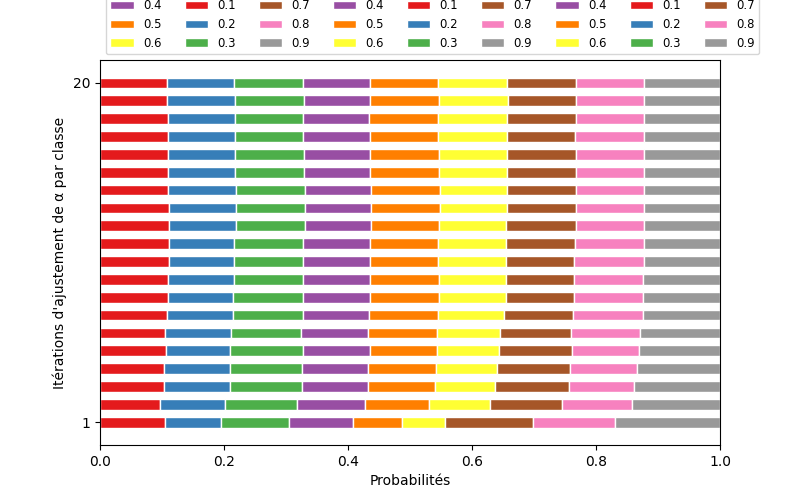 0.4 0.1 0.7 0.4 0.1 0.7 0.4 0.1 0.7
0.5 0.2 0.8 0.5 0.2 0.8 0.5 0.2 0.8
0.6 0.3 0.9 0.6 0.3 0.9 0.6 0.3 0.9
20
Itérations d'ajustement de α par classe
1
0.0 0.2 0.4 0.6 0.8 1.0
Probabilités